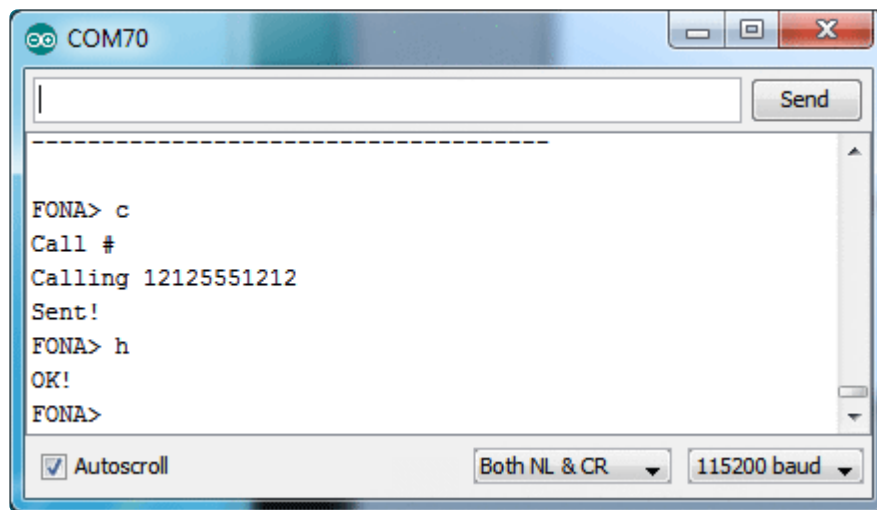 COM70
Send
-------------------------------------
FONA> c
Call #
Calling 12125551212
Sent!
FONA> h
OK!
FONA>
Autoscroll
Both NL & CR
115200 baud